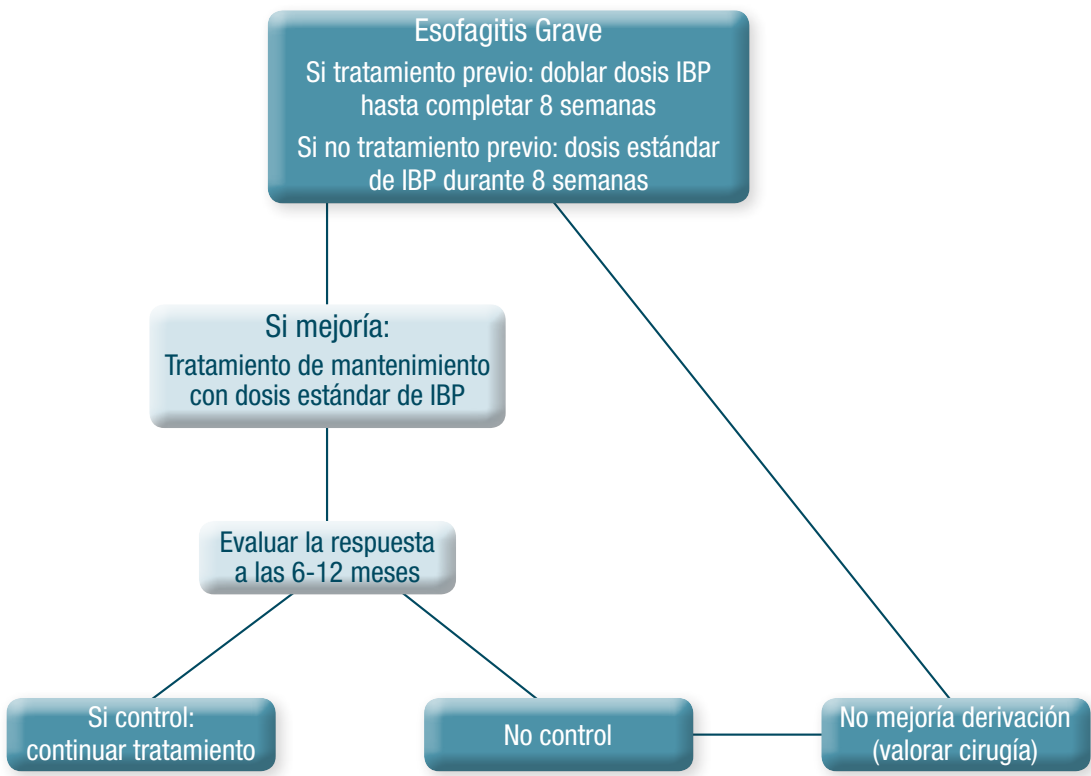 Esofagitis Grave
Si tratamiento previo: doblar dosis IBP
hasta completar 8 semanas
Si no tratamiento previo: dosis estándar
de IBP durante 8 semanas
Si mejoría:
Tratamiento de mantenimiento
con dosis estándar de IBP
Evaluar la respuesta
a las 6-12 meses
Si control:
continuar tratamiento
No control
No mejoría derivación
(valorar cirugía)